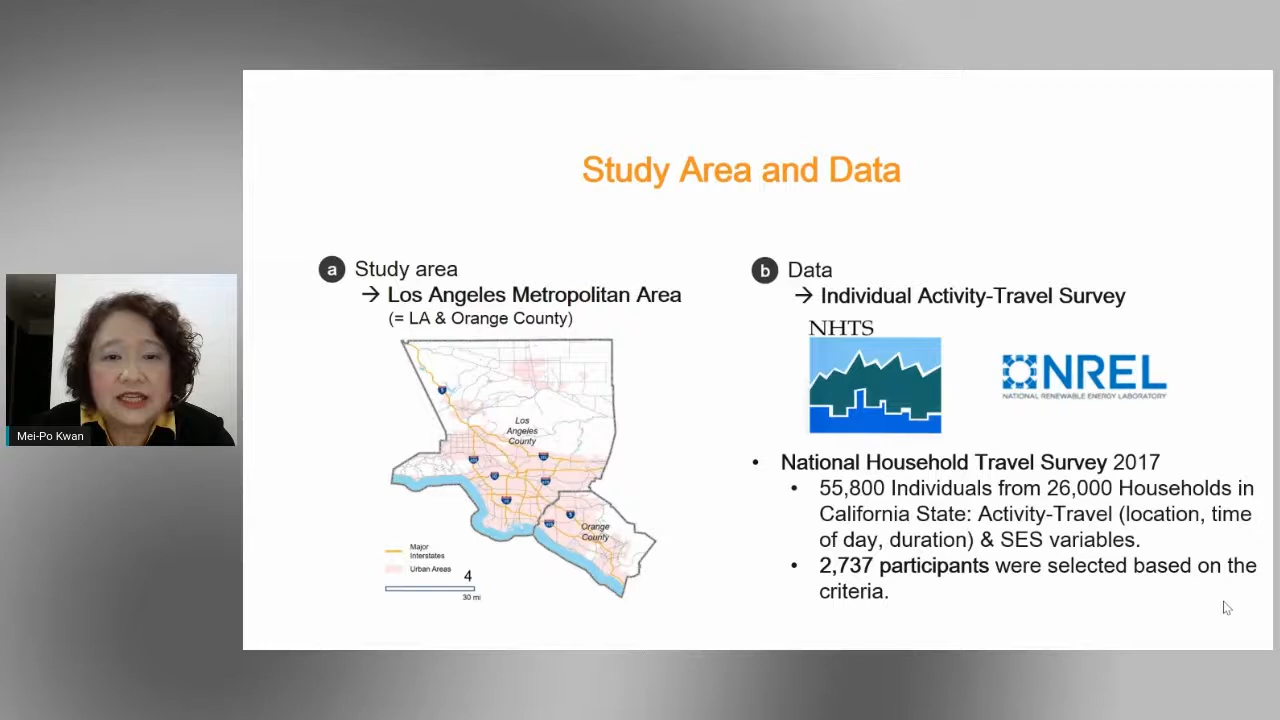 Study Area and Data
a Study area
→ Los Angeles Metropolitan Area
(= LA & Orange County)
Los
Angeles
County
5
5
Orange
County
Major
Interstates
Urban Areas
4
30 mi
b Data
→ Individual Activity-Travel Survey
NHTS
NREL
NATIONAL RENEWABLE ENERGY LABORATORY
• National Household Travel Survey 2017
• 55,800 Individuals from 26,000 Households in
California State: Activity-Travel (location, time
of day, duration) & SES variables.
• 2,737 participants were selected based on the
criteria.
Mei-Po Kwan